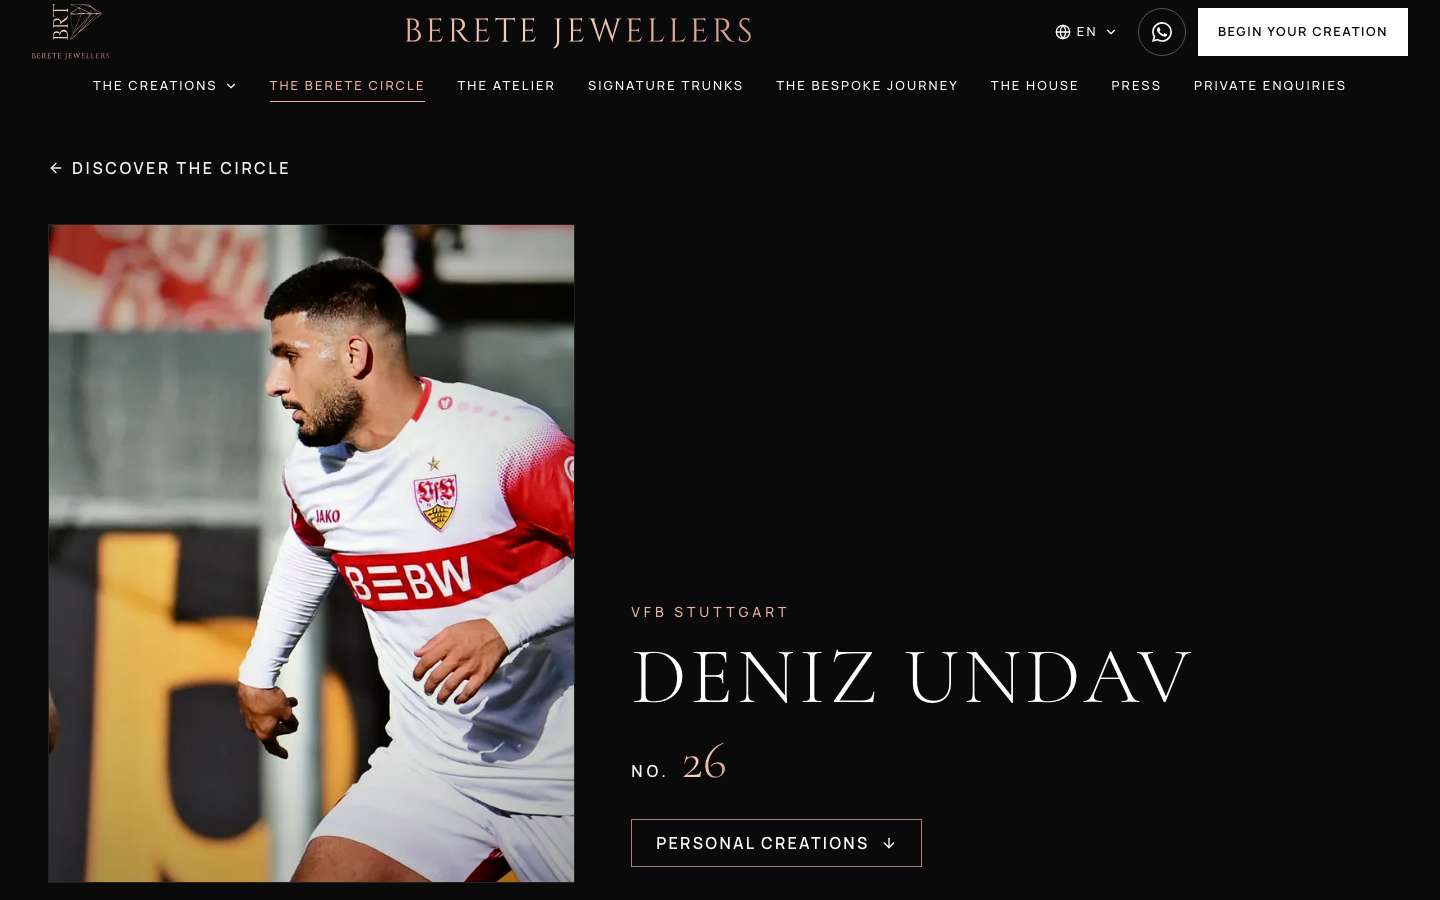 BRT
BERETE JEWELLERS
BERETE JEWELLERS
EN
BEGIN YOUR CREATION
THE CREATIONS
THE BERETE CIRCLE
THE ATELIER
SIGNATURE TRUNKS
THE BESPOKE JOURNEY
THE HOUSE
PRESS
PRIVATE ENQUIRIES
← DISCOVER THE CIRCLE
JAKO
VfB
BBW
VFB STUTTGART
DENIZ UNDAV
NO. 26
PERSONAL CREATIONS ↓